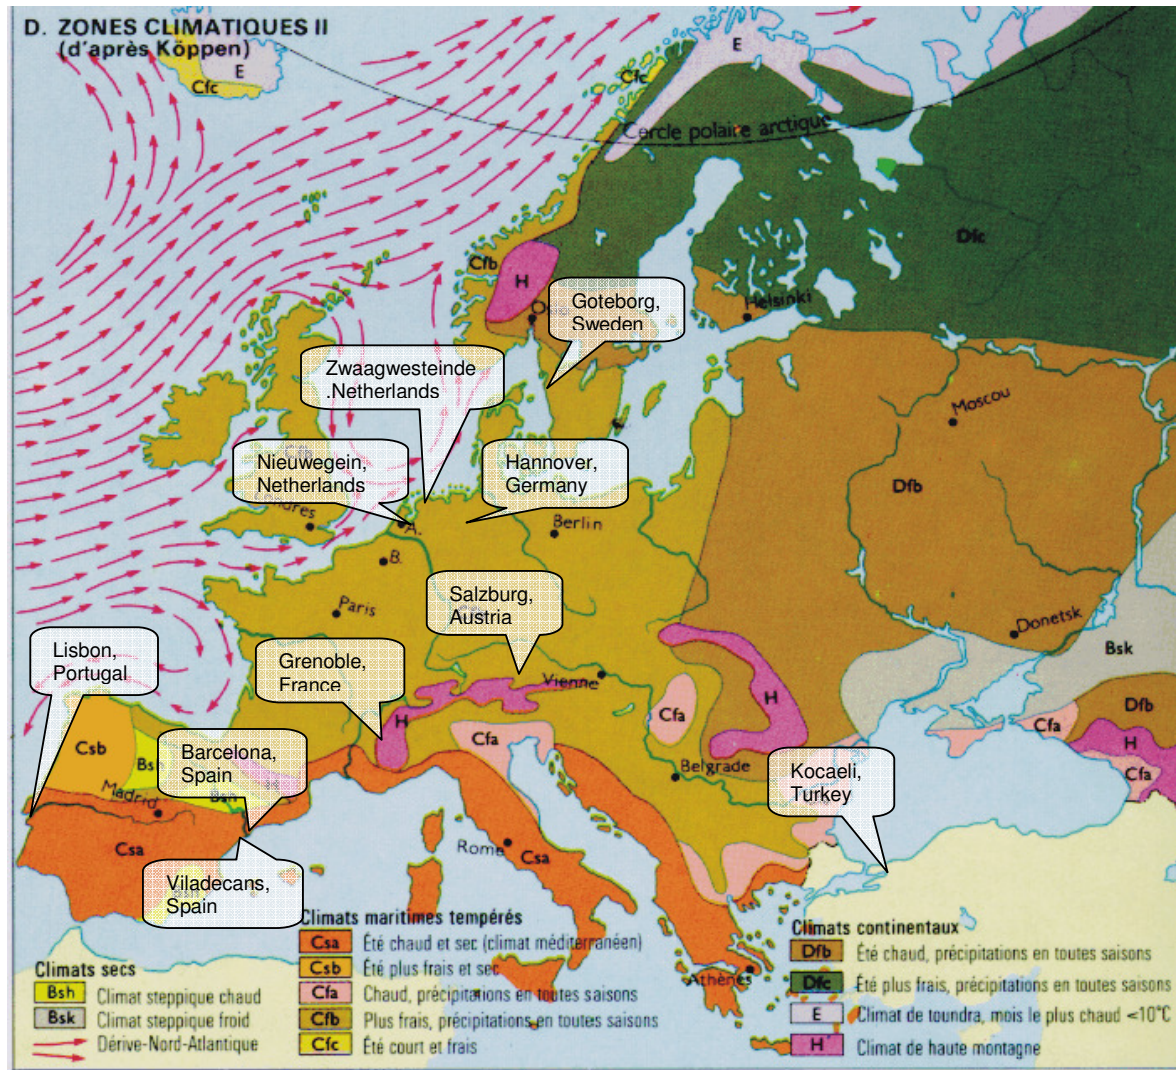 D. ZONES CLIMATIQUES II
(d'après Köppen)
E
Cfc
E
Cfc
Cercle polaire arctique
Dfc
Cfb
H
Helsinki
Goteborg,
Sweden
Zwaagwesteinde
.Netherlands
Moscou
Nieuwegein,
Netherlands
Hannover,
Germany
Dfb
Londres
A.
Berlin
B.
Paris
Salzburg,
Austria
Donetsk
Bsk
Lisbon,
Portugal
Grenoble,
France
Vienne
H
Cfa
H
Cfa
Dfb
H
Cfa
Cfa
Csb
Bsh
Barcelona,
Spain
H
Bsh
Madrid
Belgrade
Kocaeli,
Turkey
Csa
Rome
Csa
Viladecans,
Spain
Bsh
Athènes
Climats secs
Bsh Climat steppique chaud
Bsk Climat steppique froid
Dérive-Nord-Atlantique
Climats maritimes tempérés
Csa Été chaud et sec (climat méditerranéen)
Csb Été plus frais et sec
Cfa Chaud, précipitations en toutes saisons
Cfb Plus frais, précipitations en toutes saisons
Cfc Été court et frais
Climats continentaux
Dfb Été chaud, précipitations en toutes saisons
Dfc Été plus frais, précipitations en toutes saisons
E Climat de toundra, mois le plus chaud <10°C
H Climat de haute montagne